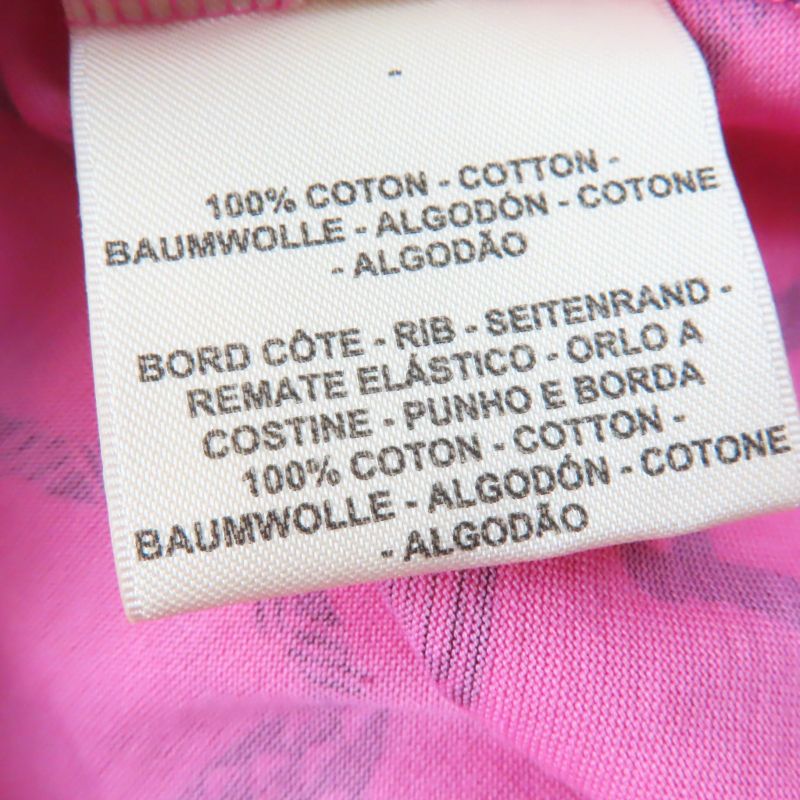 -
100% COTON - COTTON -
BAUMWOLLE - ALGODÓN - COTONE
- ALGODÃO
BORD CÔTE - RIB - SEITENRAND -
REMATE ELÁSTICO - ORLO A
COSTINE - PUNHO E BORDA
100% COTON - COTTON -
BAUMWOLLE - ALGODÓN - COTONE
- ALGODÃO